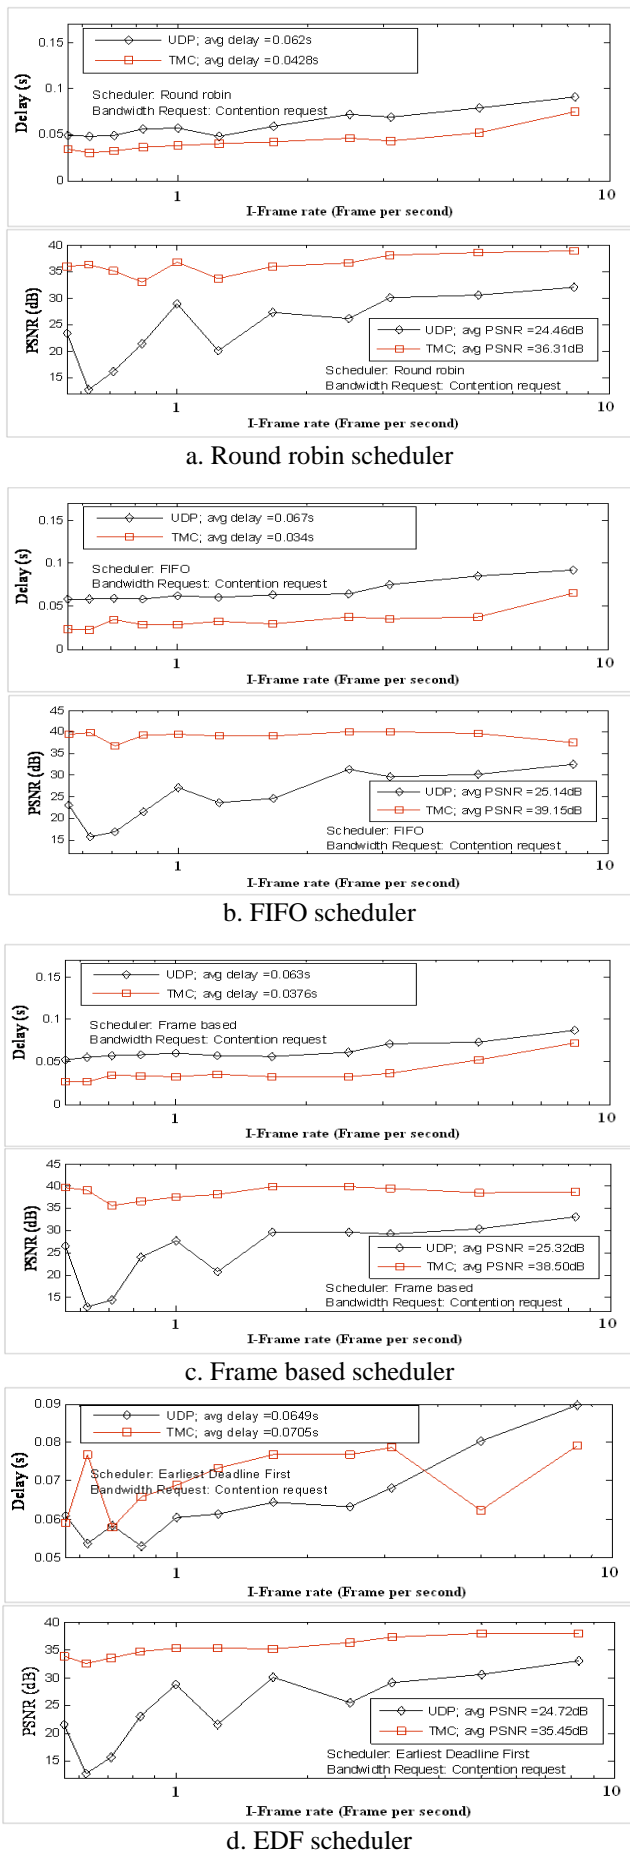 0.15
0.1
0.05
0
Delay (s)
UDP; avg delay =0.062s
TMC; avg delay =0.0428s
Scheduler: Round robin
Bandwidth Request: Contention request
1
10
I-Frame rate (Frame per second)
40
35
30
25
20
15
PSNR (dB)
UDP; avg PSNR =24.46dB
TMC; avg PSNR =36.31dB
Scheduler: Round robin
Bandwidth Request: Contention request
1
10
I-Frame rate (Frame per second)
a. Round robin scheduler
0.15
0.1
0.05
0
Delay (s)
UDP; avg delay =0.067s
TMC; avg delay =0.034s
Scheduler: FIFO
Bandwidth Request: Contention request
1
10
I-Frame rate (Frame per second)
45
40
35
30
25
20
15
PSNR (dB)
UDP; avg PSNR =25.14dB
TMC; avg PSNR =39.15dB
Scheduler: FIFO
Bandwidth Request: Contention request
1
10
I-Frame rate (Frame per second)
b. FIFO scheduler
0.15
0.1
0.05
0
Delay (s)
UDP; avg delay =0.063s
TMC; avg delay =0.0376s
Scheduler: Frame based
Bandwidth Request: Contention request
1
10
I-Frame rate (Frame per second)
45
40
35
30
25
20
15
PSNR (dB)
UDP; avg PSNR =25.32dB
TMC; avg PSNR =38.50dB
Scheduler: Frame based
Bandwidth Request: Contention request
1
10
I-Frame rate (Frame per second)
c. Frame based scheduler
0.09
0.08
0.07
0.06
0.05
Delay (s)
UDP; avg delay=0.0649s
TMC; avg delay=0.0705s
Scheduler: Earliest Deadline First
Bandwidth Request: Contention request
1
10
I-Frame rate (Frame per second)
40
35
30
25
20
15
PSNR (dB)
UDP; avg PSNR =24.72dB
TMC; avg PSNR =35.45dB
Scheduler: Earliest Deadline First
Bandwidth Request: Contention request
1
10
I-Frame rate (Frame per second)
d. EDF scheduler